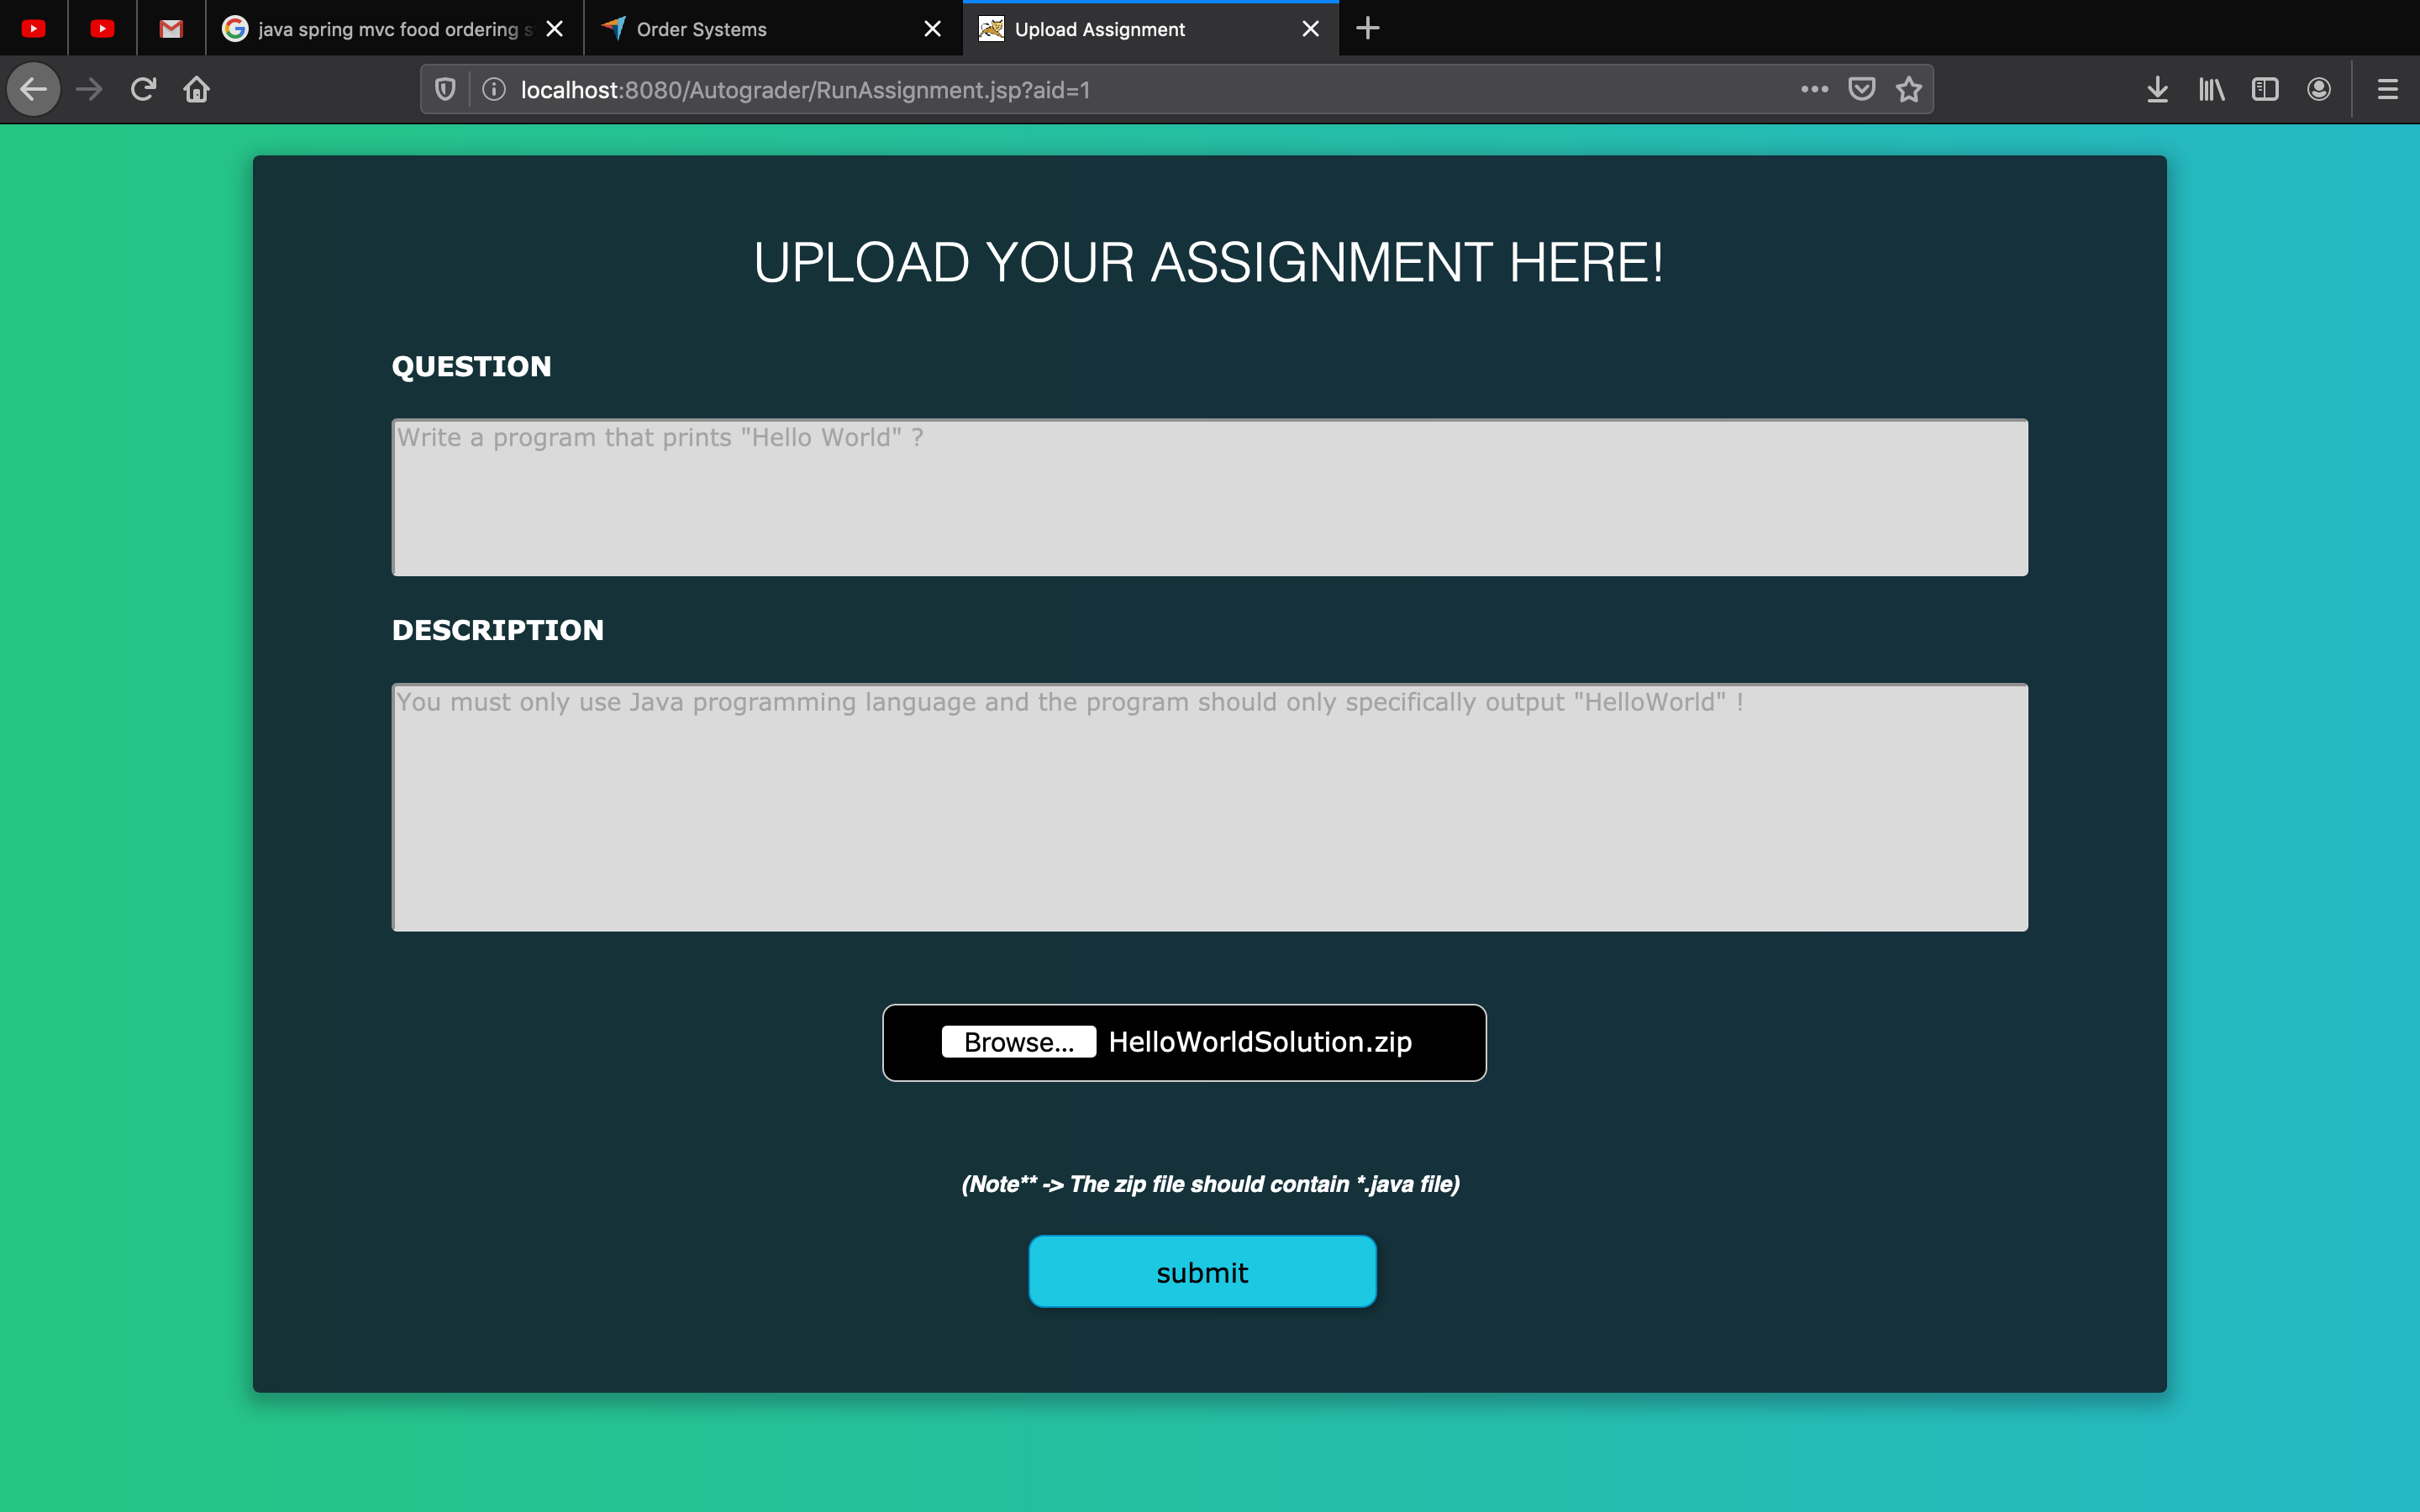 java spring mvc food ordering s
Order Systems
Upload Assignment
localhost:8080/Autograder/RunAssignment.jsp?aid=1
UPLOAD YOUR ASSIGNMENT HERE!
QUESTION
Write a program that prints "Hello World" ?
DESCRIPTION
You must only use Java programming language and the program should only specifically output "HelloWorld" !
Browse... HelloWorldSolution.zip
(Note** -> The zip file should contain *.java file)
submit